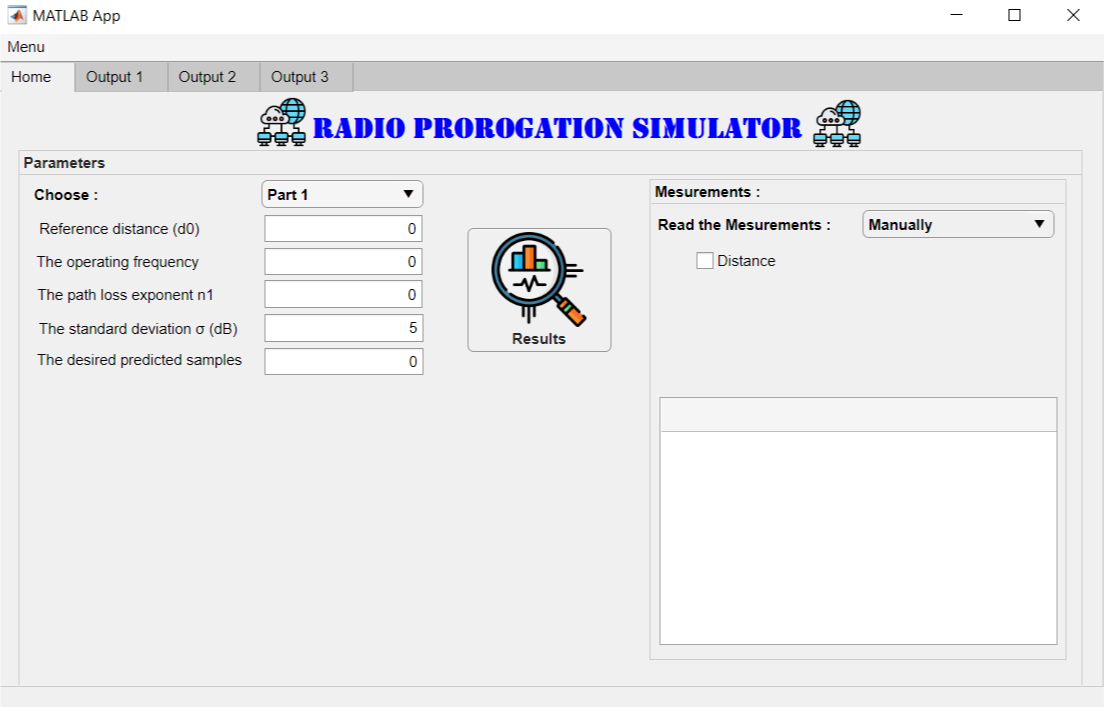 MATLAB App
Menu
Home Output 1 Output 2 Output 3
RADIO PROROGATION SIMULATOR
Parameters
Choose : Part 1
Reference distance (d0) 0
The operating frequency 0
The path loss exponent n1 0
The standard deviation σ (dB) 5
The desired predicted samples 0
Results
Mesurements :
Read the Mesurements : Manually
Distance